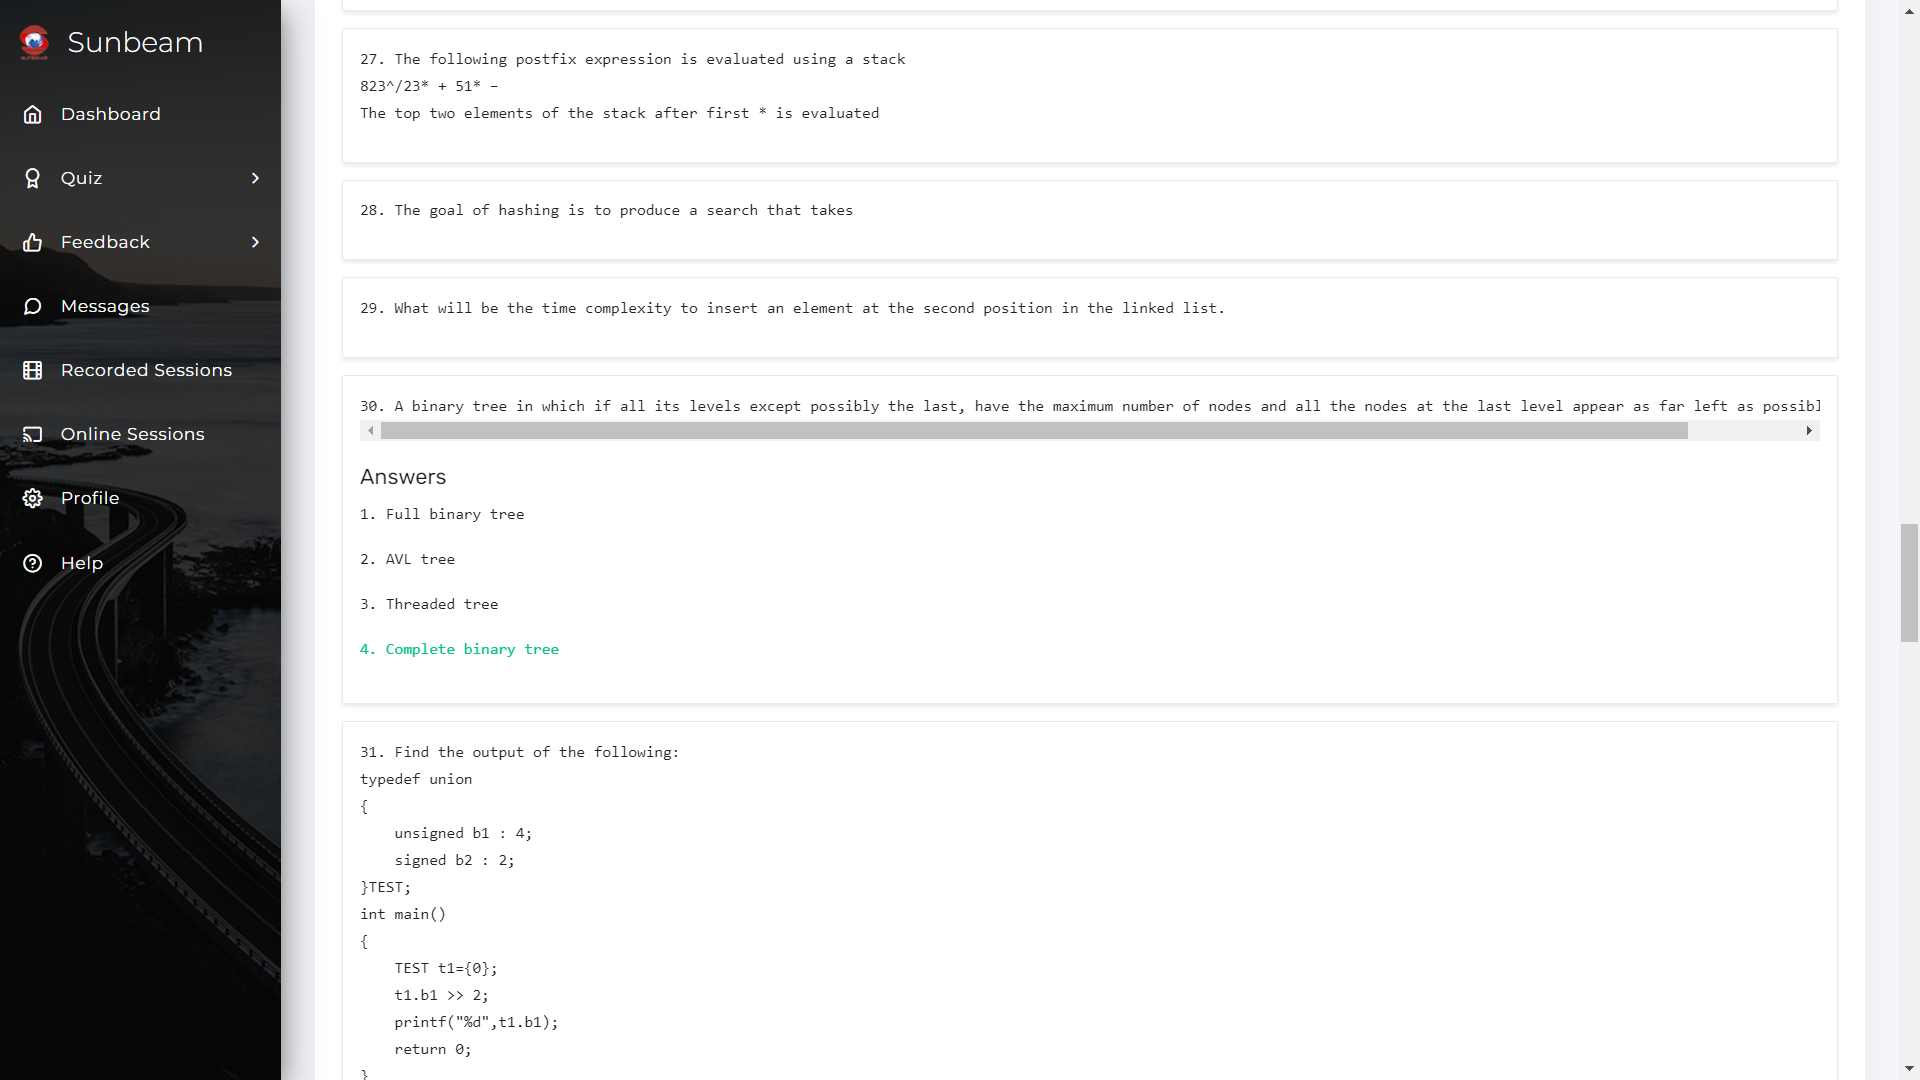 Sunbeam
Dashboard
Quiz
Feedback
Messages
Recorded Sessions
Online Sessions
Profile
Help
27. The following postfix expression is evaluated using a stack
823^/23* + 51* –
The top two elements of the stack after first * is evaluated
28. The goal of hashing is to produce a search that takes
29. What will be the time complexity to insert an element at the second position in the linked list.
30. A binary tree in which if all its levels except possibly the last, have the maximum number of nodes and all the nodes at the last level appear as far left as possibl
Answers
1. Full binary tree
2. AVL tree
3. Threaded tree
4. Complete binary tree
31. Find the output of the following:
typedef union
{
    unsigned b1 : 4;
    signed b2 : 2;
}TEST;
int main()
{
    TEST t1={0};
    t1.b1 >> 2;
    printf("%d",t1.b1);
    return 0;
}